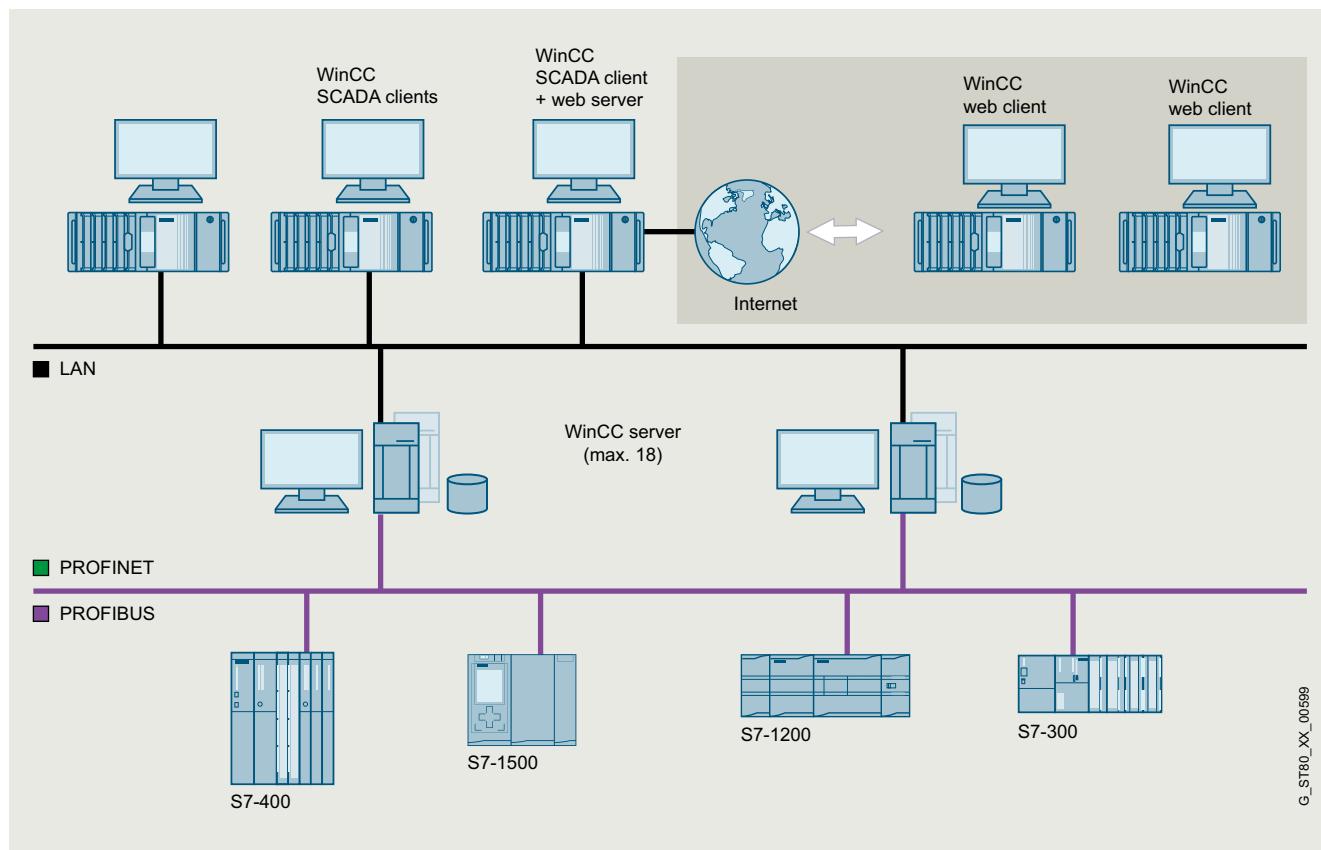 WinCC
SCADA clients
WinCC
SCADA client
+ web server
WinCC
web client
WinCC
web client
Internet
LAN
WinCC server
(max. 18)
PROFINET
PROFIBUS
S7-400
S7-1500
S7-1200
S7-300
G_ST80_XX_00599